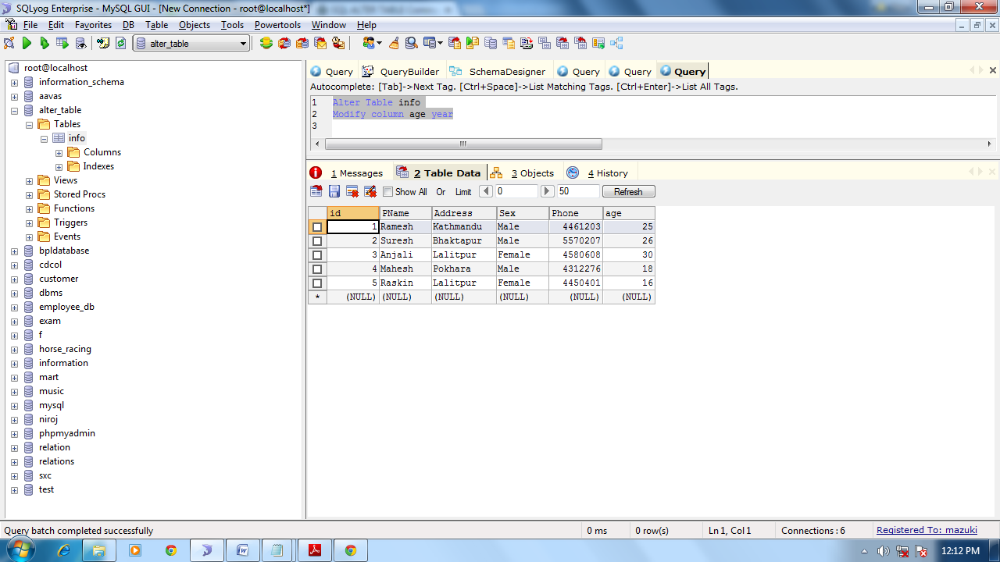 SQLyog Enterprise - MySQL GUI - [New Connection - root@localhost*]
File Edit Favorites DB Table Objects Tools Powertools Window Help
alter_table
root@localhost
information_schema
aavas
alter_table
Tables
info
Columns
Indexes
Views
Stored Procs
Functions
Triggers
Events
bpldatabase
cdcol
customer
dbms
employee_db
exam
f
horse_racing
information
mart
music
mysql
niroj
phpmyadmin
relation
relations
sxc
test
Query QueryBuilder SchemaDesigner Query Query Query
Autocomplete: [Tab]->Next Tag. [Ctrl+Space]->List Matching Tags. [Ctrl+Enter]->List All Tags.
1 Alter Table info
2 Modify column age year
3
1 Messages 2 Table Data 3 Objects 4 History
Show All Or Limit 0 50 Refresh
id PName Address Sex Phone age
1 Ramesh Kathmandu Male 4461203 25
2 Suresh Bhaktapur Male 5570207 26
3 Anjali Lalitpur Female 4580608 30
4 Mahesh Pokhara Male 4312276 18
5 Raskin Lalitpur Female 4450401 16
* (NULL) (NULL) (NULL) (NULL) (NULL) (NULL)
Query batch completed successfully 0 ms 0 row(s) Ln 1, Col 1 Connections : 6 Registered To: mazuki
12:12 PM